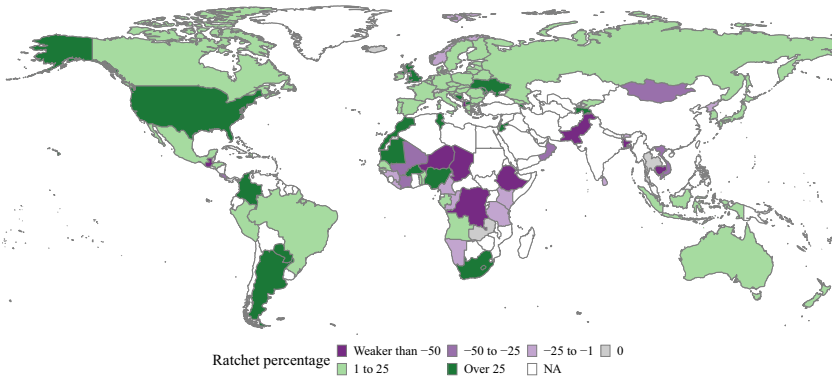 Ratchet percentage
Weaker than −50 −50 to −25 −25 to −1 0
1 to 25 Over 25 NA